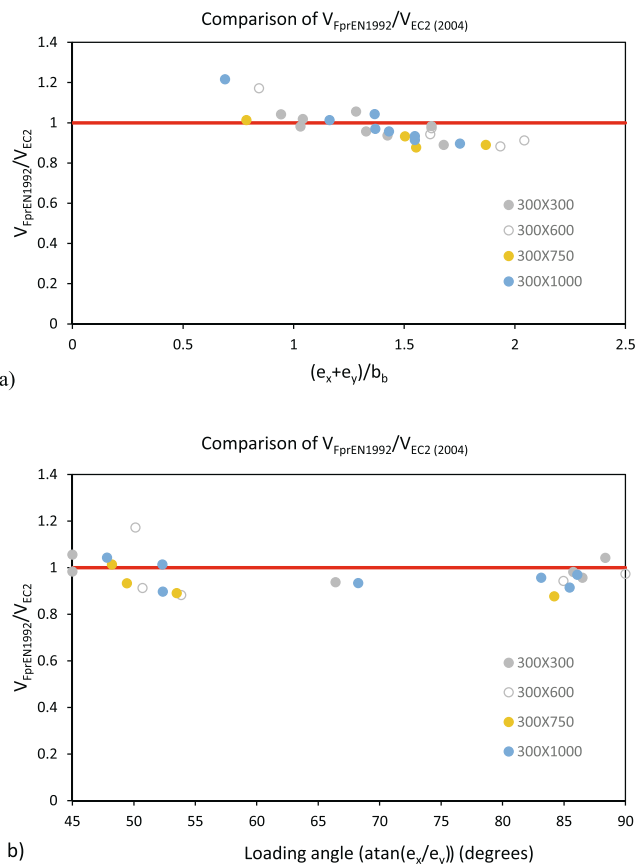 Comparison of VFprEN1992/VEC2 (2004)
1.4
1.2
1
0.8
0.6
0.4
0.2
0
VFprEN1992/VEC2
300X300
300X600
300X750
300X1000
0 0.5 1 1.5 2 2.5
(ex+ey)/bb
a)
Comparison of VFprEN1992/VEC2 (2004)
1.4
1.2
1
0.8
0.6
0.4
0.2
0
VFprEN1992/VEC2
300X300
300X600
300X750
300X1000
45 50 55 60 65 70 75 80 85 90
Loading angle (atan(ex/ey)) (degrees)
b)